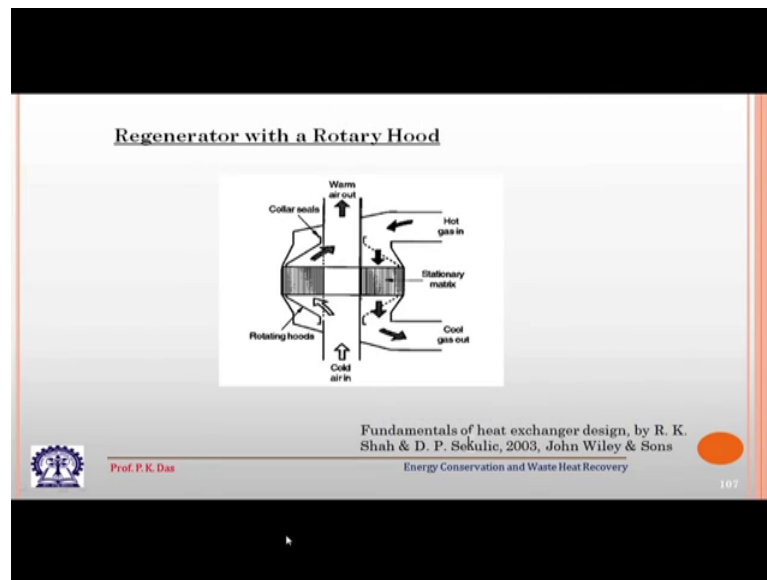 Regenerator with a Rotary Hood
Warm
air out
Collar seals
Hot
gas in
Stationary
matrix
Rotating hoods
Cool
gas out
Cold
air in
Fundamentals of heat exchanger design, by R. K.
Shah & D. P. Sekulic, 2003, John Wiley & Sons
Prof. P. K. Das
Energy Conservation and Waste Heat Recovery
107